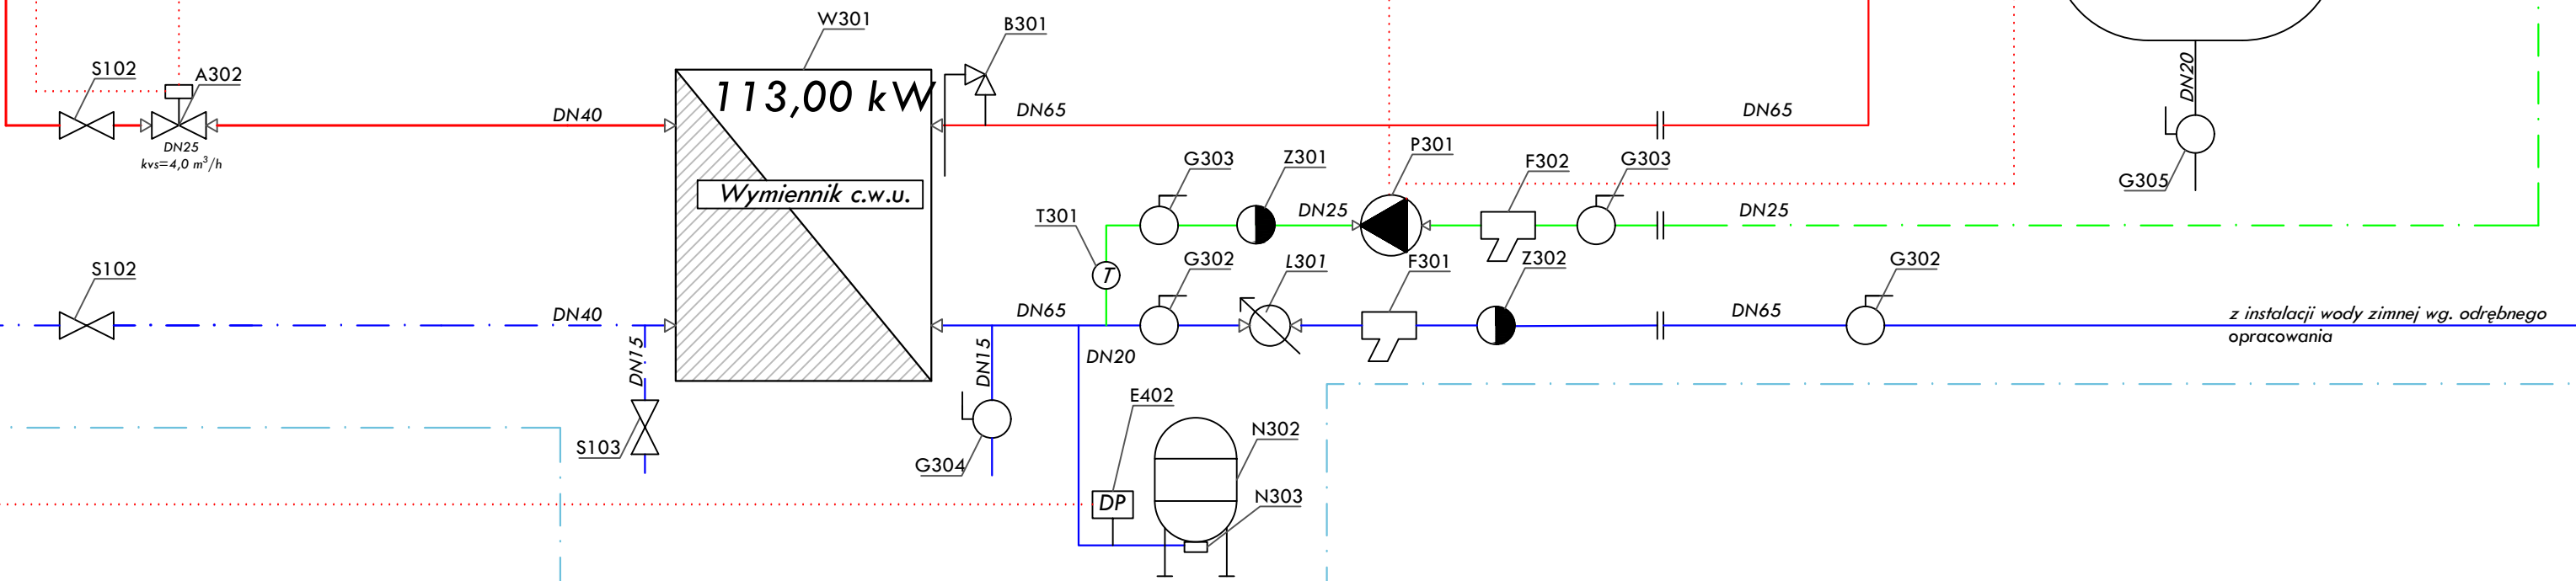 W301
B301
S102
A302
113,00 kW
DN20
DN40
DN65
DN65
DN25
kvs=4,0 m³/h
G303
Z301
P301
F302
G303
G305
Wymiennik c.w.u.
T301
DN25
DN25
S102
T
G302
L301
F301
Z302
G302
DN40
DN65
DN65
z instalacji wody zimnej wg. odrębnego
opracowania
DN15
DN15
DN20
E402
S103
G304
N302
DP
N303